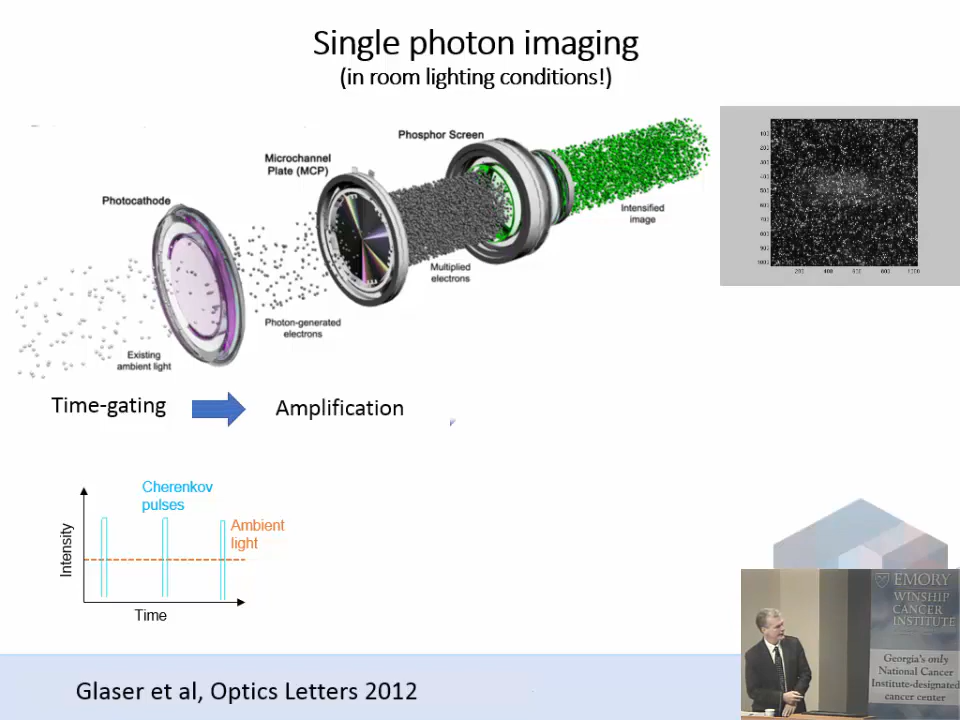 Single photon imaging
(in room lighting conditions!)
Phosphor Screen
Microchannel
Plate (MCP)
Photocathode
Intensified
image
Multiplied
electrons
Photon-generated
electrons
Existing
ambient light
Time-gating
Amplification
Cherenkov
pulses
Ambient
light
Intensity
Time
Glaser et al, Optics Letters 2012
EMORY
WINSHIP
CANCER
INSTITUTE
Georgia's only
National Cancer
Institute-designated
cancer center